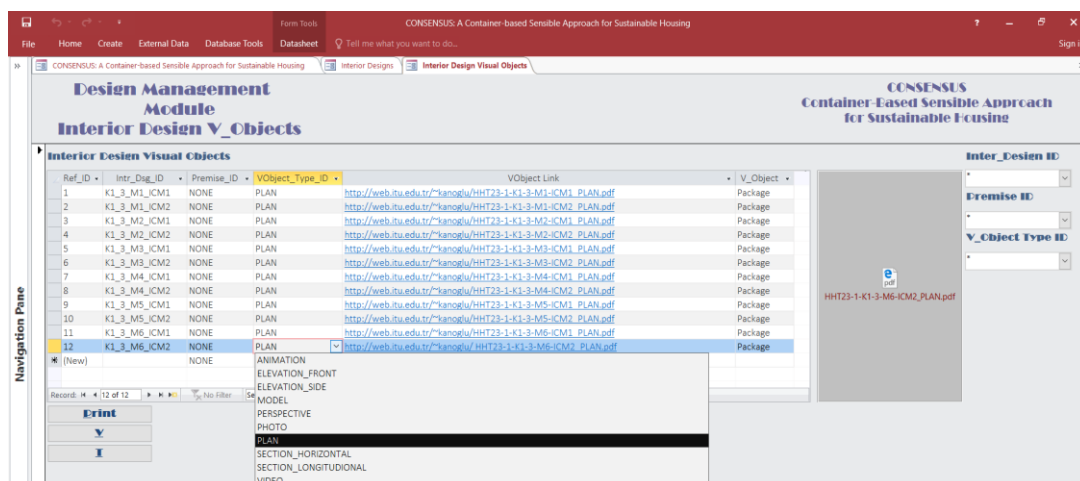 Form Tools
CONSENSUS: A Container-based Sensible Approach for Sustainable Housing
File Home Create External Data Database Tools Datasheet Tell me what you want to do...
Sign i
CONSENSUS: A Container-based Sensible Approach for Sustainable Housing Interior Designs Interior Design Visual Objects
Design Management
Module
Interior Design V_Objects
CONSENSUS
Container-Based Sensible Approach
for Sustainable Housing
Interior Design Visual Objects
Ref_ID Intr_Dsg_ID Premise_ID VObject_Type_ID VObject Link V_Object
1 K1_3_M1_ICM1 NONE PLAN http://web.itu.edu.tr/~kanoglu/HHT23-1-K1-3-M1-ICM1_PLAN.pdf Package
2 K1_3_M1_ICM2 NONE PLAN http://web.itu.edu.tr/~kanoglu/HHT23-1-K1-3-M1-ICM2_PLAN.pdf Package
3 K1_3_M2_ICM1 NONE PLAN http://web.itu.edu.tr/~kanoglu/HHT23-1-K1-3-M2-ICM1_PLAN.pdf Package
4 K1_3_M2_ICM2 NONE PLAN http://web.itu.edu.tr/~kanoglu/HHT23-1-K1-3-M2-ICM2_PLAN.pdf Package
5 K1_3_M3_ICM1 NONE PLAN http://web.itu.edu.tr/~kanoglu/HHT23-1-K1-3-M3-ICM1_PLAN.pdf Package
6 K1_3_M3_ICM2 NONE PLAN http://web.itu.edu.tr/~kanoglu/HHT23-1-K1-3-M3-ICM2_PLAN.pdf Package
7 K1_3_M4_ICM1 NONE PLAN http://web.itu.edu.tr/~kanoglu/HHT23-1-K1-3-M4-ICM1_PLAN.pdf Package
8 K1_3_M4_ICM2 NONE PLAN http://web.itu.edu.tr/~kanoglu/HHT23-1-K1-3-M4-ICM2_PLAN.pdf Package
9 K1_3_M5_ICM1 NONE PLAN http://web.itu.edu.tr/~kanoglu/HHT23-1-K1-3-M5-ICM1_PLAN.pdf Package
10 K1_3_M5_ICM2 NONE PLAN http://web.itu.edu.tr/~kanoglu/HHT23-1-K1-3-M5-ICM2_PLAN.pdf Package
11 K1_3_M6_ICM1 NONE PLAN http://web.itu.edu.tr/~kanoglu/HHT23-1-K1-3-M6-ICM1_PLAN.pdf Package
12 K1_3_M6_ICM2 NONE PLAN http://web.itu.edu.tr/~kanoglu/ HHT23-1-K1-3-M6-ICM2_PLAN.pdf Package
(New) NONE
ANIMATION
ELEVATION_FRONT
ELEVATION_SIDE
MODEL
PERSPECTIVE
PHOTO
PLAN
SECTION_HORIZONTAL
SECTION_LONGITUDIONAL
VIDEO
Record: 12 of 12 No Filter Se
Print
V
I
pdf
HHT23-1-K1-3-M6-ICM2_PLAN.pdf
Inter_Design ID
*
Premise ID
*
V_Object Type ID
*
Navigation Pane